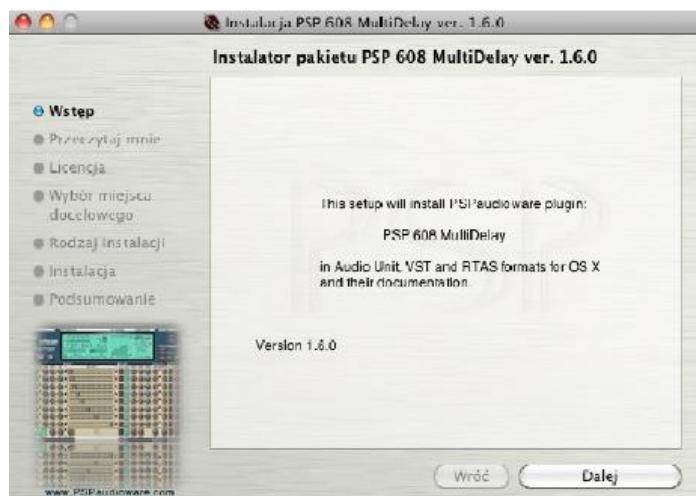 Instalacja PSP 608 MultiDelay ver. 1.6.0
Instalator pakietu PSP 608 MultiDelay ver. 1.6.0
Wstęp
Przeczytaj mnie
Licencja
Wybór miejsca
docelowego
Rodzaj instalacji
Instalacja
Podsumowanie
This setup will install PSPaudioware plugin:
PSP 608 MultiDelay
in Audio Unit, VST and RTAS formats for OS X
and their documentation.
Version 1.6.0
PSP
www.PSPaudioware.com
Wróć
Dalej